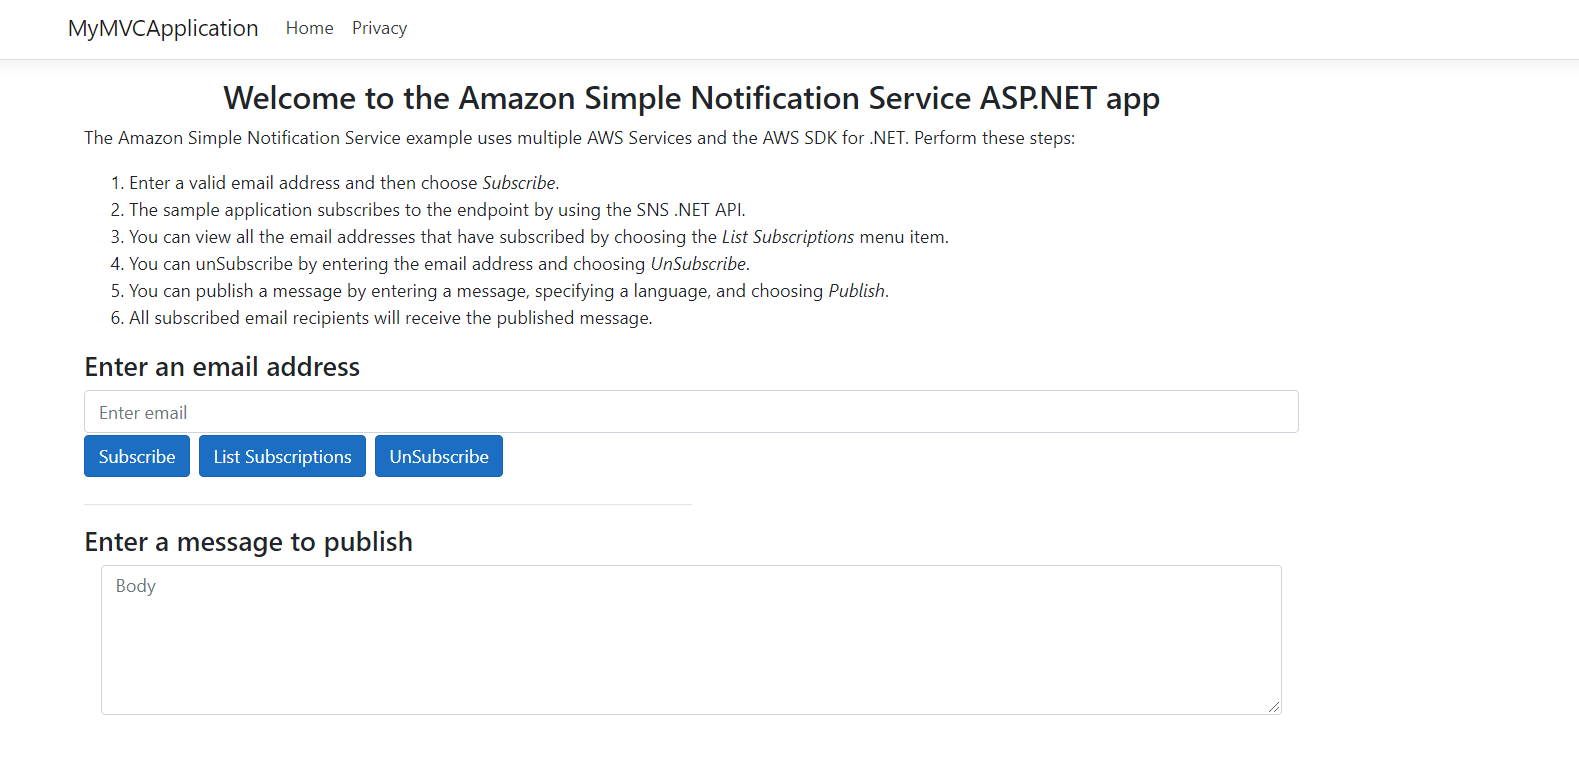 MyMVCApplication Home Privacy
Welcome to the Amazon Simple Notification Service ASP.NET app
The Amazon Simple Notification Service example uses multiple AWS Services and the AWS SDK for .NET. Perform these steps:
1. Enter a valid email address and then choose Subscribe.
2. The sample application subscribes to the endpoint by using the SNS .NET API.
3. You can view all the email addresses that have subscribed by choosing the List Subscriptions menu item.
4. You can unSubscribe by entering the email address and choosing UnSubscribe.
5. You can publish a message by entering a message, specifying a language, and choosing Publish.
6. All subscribed email recipients will receive the published message.
Enter an email address
Enter email
Subscribe List Subscriptions UnSubscribe
Enter a message to publish
Body